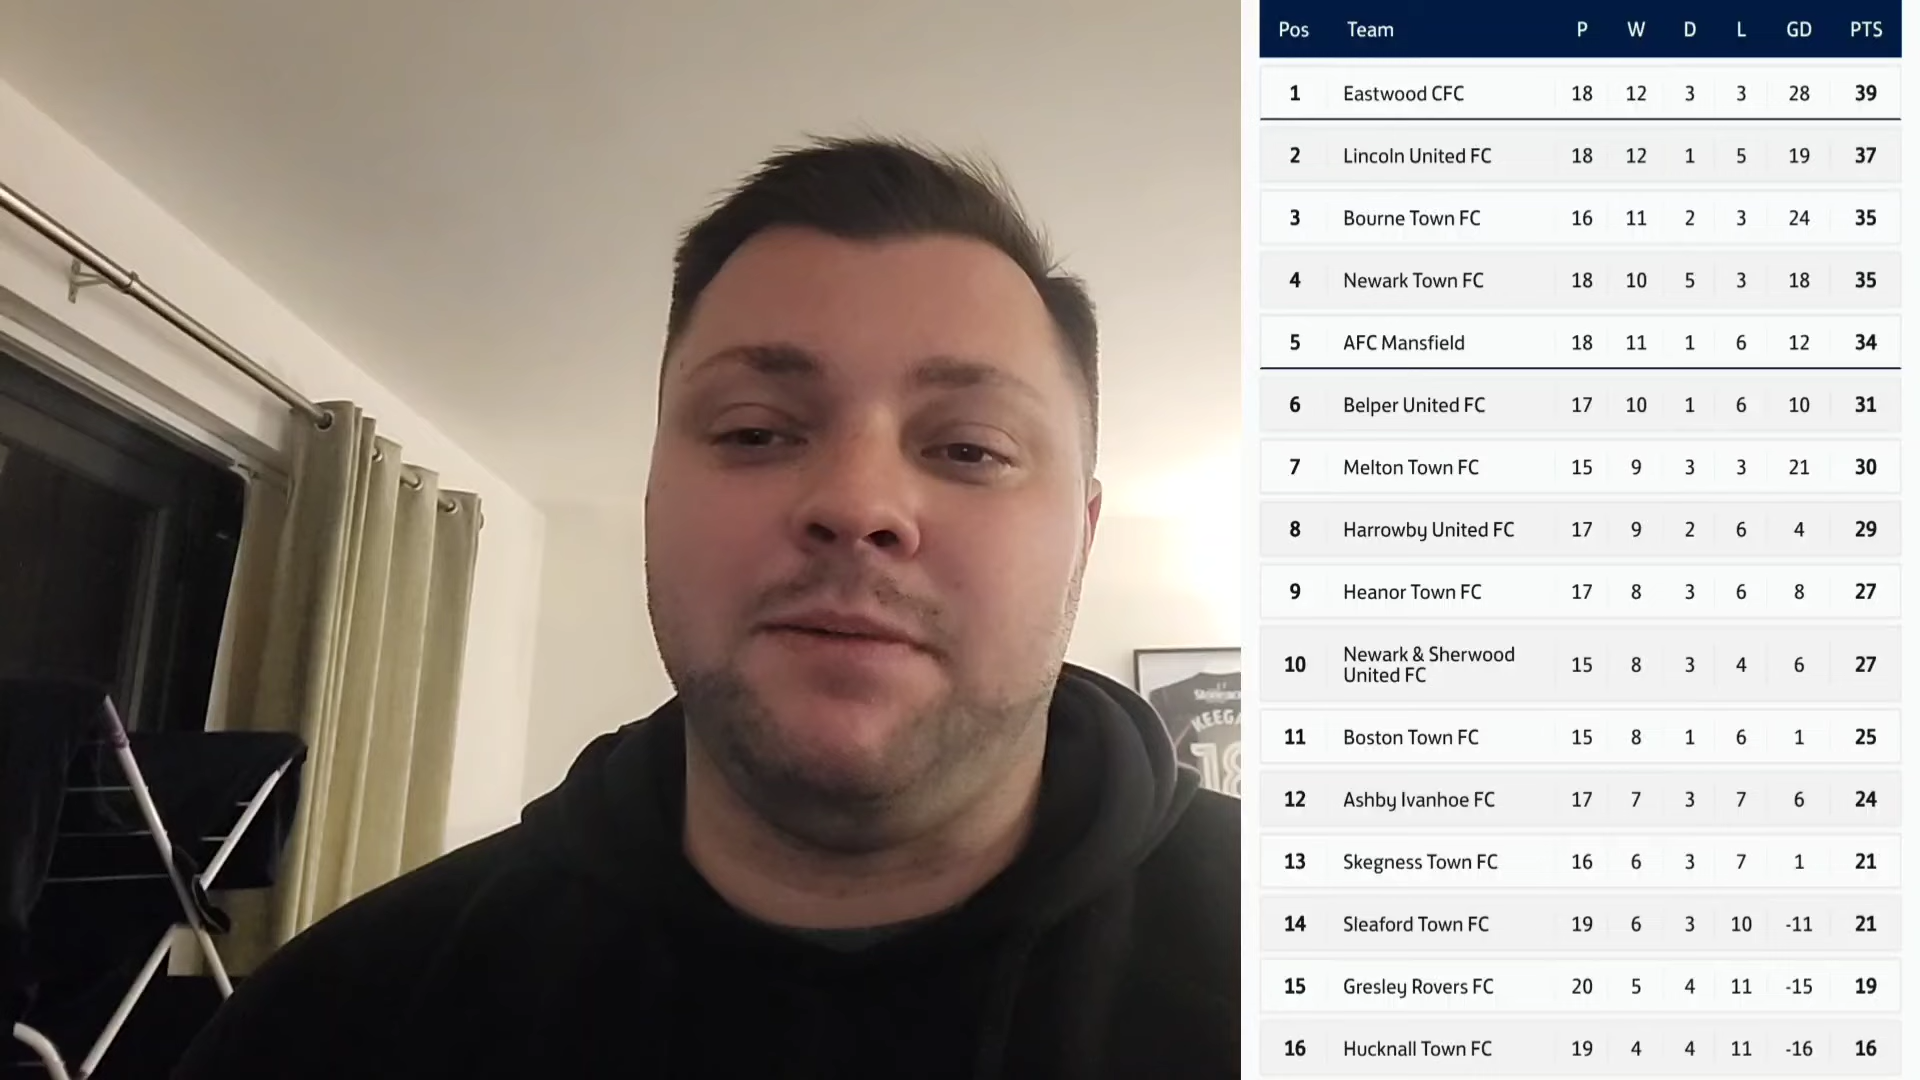 Pos Team P W D L GD PTS
1 Eastwood CFC 18 12 3 3 28 39
2 Lincoln United FC 18 12 1 5 19 37
3 Bourne Town FC 16 11 2 3 24 35
4 Newark Town FC 18 10 5 3 18 35
5 AFC Mansfield 18 11 1 6 12 34
6 Belper United FC 17 10 1 6 10 31
7 Melton Town FC 15 9 3 3 21 30
8 Harrowby United FC 17 9 2 6 4 29
9 Heanor Town FC 17 8 3 6 8 27
10 Newark & Sherwood United FC 15 8 3 4 6 27
11 Boston Town FC 15 8 1 6 1 25
12 Ashby Ivanhoe FC 17 7 3 7 6 24
13 Skegness Town FC 16 6 3 7 1 21
14 Sleaford Town FC 19 6 3 10 -11 21
15 Gresley Rovers FC 20 5 4 11 -15 19
16 Hucknall Town FC 19 4 4 11 -16 16
KEEGA
18